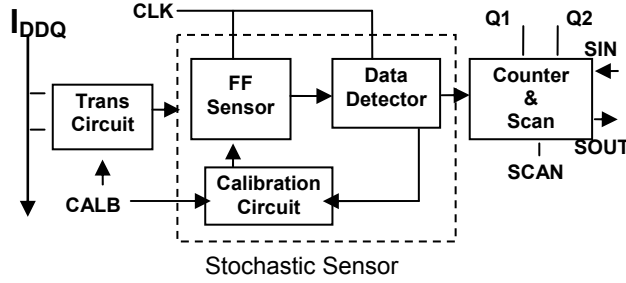 I_DDQ
CLK
Q1 Q2
SIN
Trans
Circuit
FF
Sensor
Data
Detector
Counter
&
Scan
SOUT
SCAN
CALB
Calibration
Circuit
Stochastic Sensor